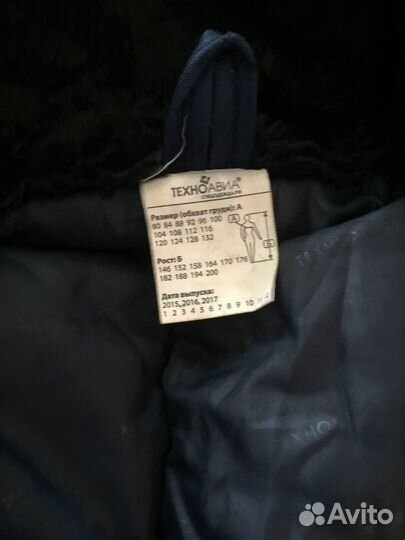 ТЕХНОАВИА®
СПЕЦОДЕЖДА.РФ
Размер (обхват груди): А
80 84 88 92 96 100
104 108 112 116
120 124 128 132
А
Б
Рост: Б
146 152 158 164 170 176
182 188 194 200
Дата выпуска:
2015, 2016, 2017
1 2 3 4 5 6 7 8 9 10 11 12
Avito